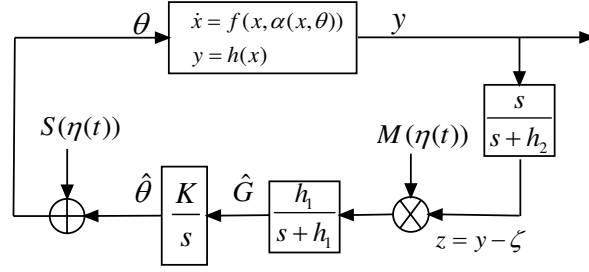 θ
ẋ = f(x, α(x, θ))
y = h(x)
y
s
s + h₂
S(η(t))
M(η(t))
θ̂
K
s
Ĝ
h₁
s + h₁
z = y − ζ